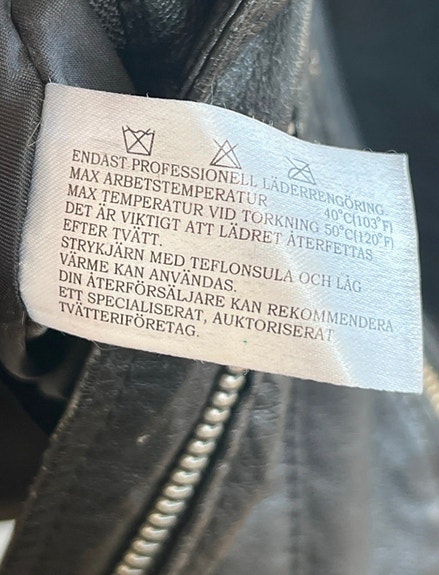 ENDAST PROFESSIONELL LÄDERRENGÖRING.
MAX ARBETSTEMPERATUR 40°C(103°F)
MAX TEMPERATUR VID TORKNING 50°C(120°F)
DET ÄR VIKTIGT ATT LÄDRET ÅTERFETTAS
EFTER TVÄTT.
STRYKJÄRN MED TEFLONSULA OCH LÅG
VÄRME KAN ANVÄNDAS.
DIN ÅTERFÖRSÄLJARE KAN REKOMMENDERA
ETT SPECIALISERAT, AUKTORISERAT
TVÄTTERIFÖRETAG.